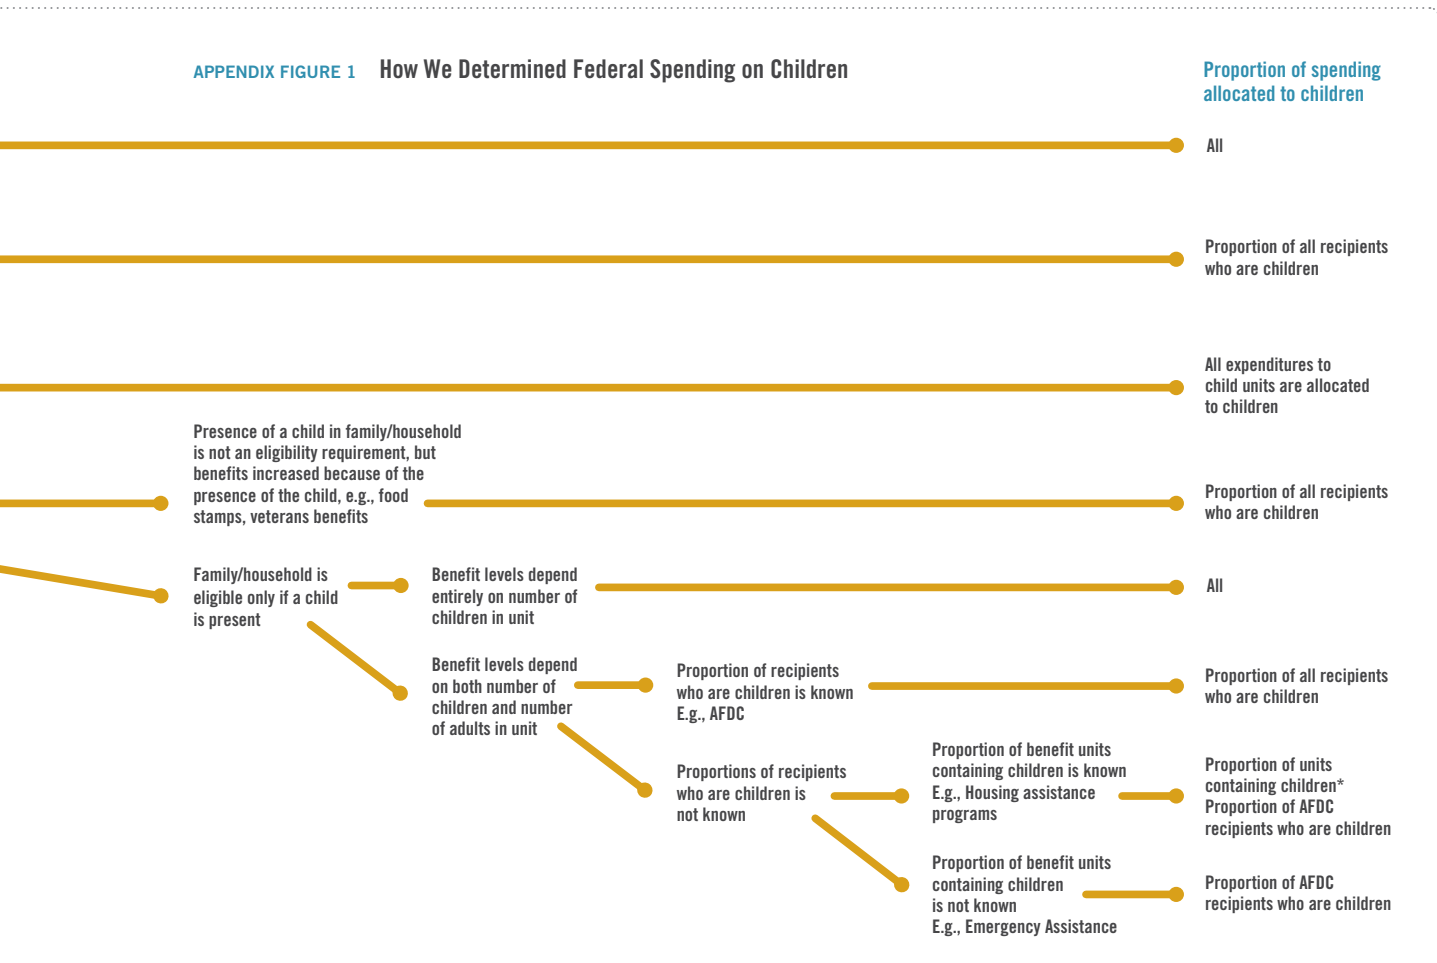 APPENDIX FIGURE 1 How We Determined Federal Spending on Children
Proportion of spending
allocated to children
All
Proportion of all recipients
who are children
All expenditures to
child units are allocated
to children
Presence of a child in family/household
is not an eligibility requirement, but
benefits increased because of the
presence of the child, e.g., food
stamps, veterans benefits
Proportion of all recipients
who are children
Family/household is
eligible only if a child
is present
Benefit levels depend
entirely on number of
children in unit
All
Benefit levels depend
on both number of
children and number
of adults in unit
Proportion of recipients
who are children is known
E.g., AFDC
Proportion of all recipients
who are children
Proportions of recipients
who are children is
not known
Proportion of benefit units
containing children is known
E.g., Housing assistance
programs
Proportion of units
containing children*
Proportion of AFDC
recipients who are children
Proportion of benefit units
containing children
is not known
E.g., Emergency Assistance
Proportion of AFDC
recipients who are children